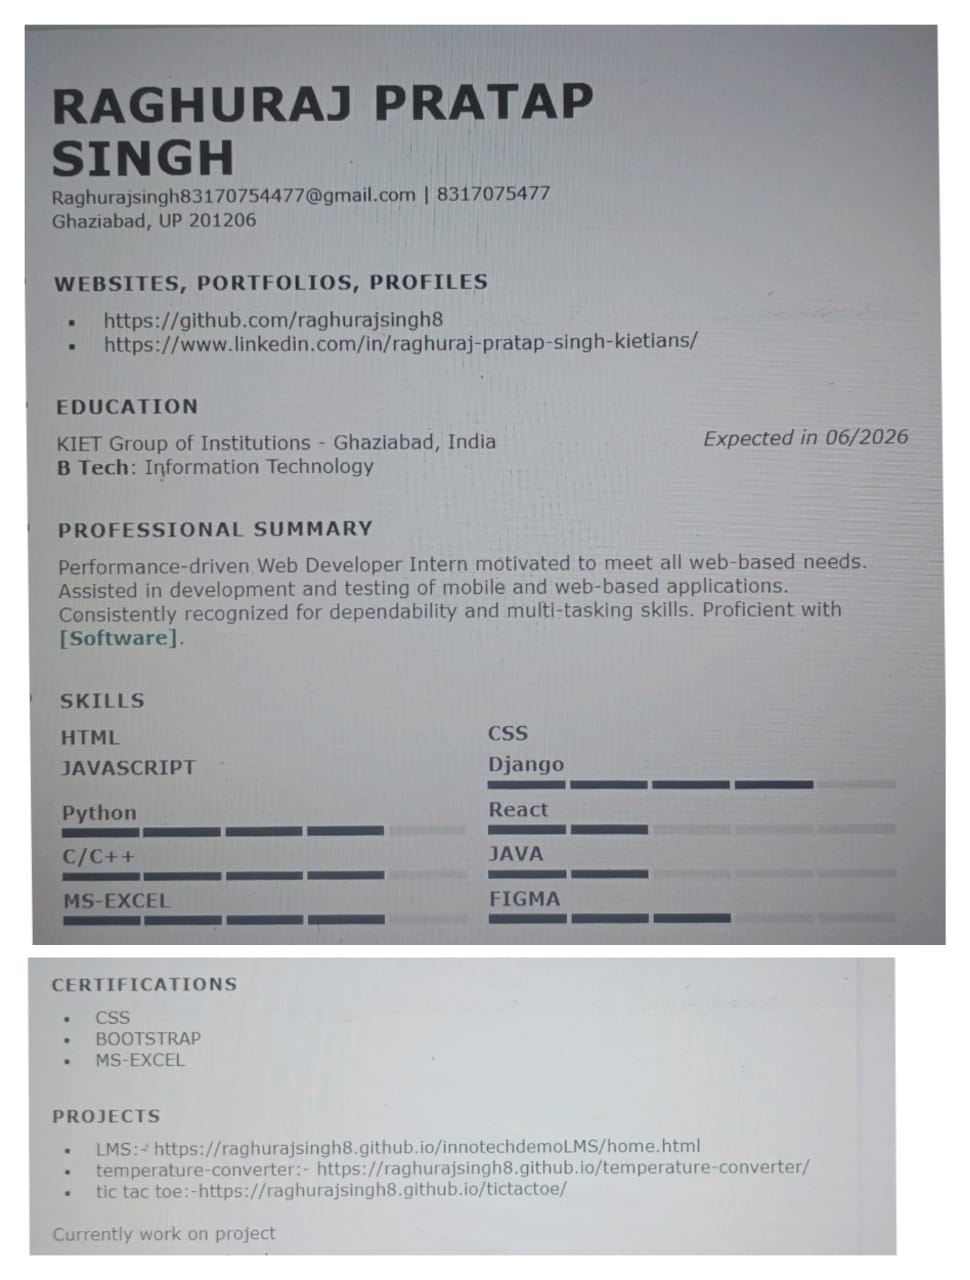 RAGHURAJ PRATAP
SINGH
Raghurajsingh83170754477@gmail.com | 8317075477
Ghaziabad, UP 201206
WEBSITES, PORTFOLIOS, PROFILES
• https://github.com/raghurajsingh8
• https://www.linkedin.com/in/raghuraj-pratap-singh-kietians/
EDUCATION
KIET Group of Institutions - Ghaziabad, India Expected in 06/2026
B Tech: Information Technology
PROFESSIONAL SUMMARY
Performance-driven Web Developer Intern motivated to meet all web-based needs.
Assisted in development and testing of mobile and web-based applications.
Consistently recognized for dependability and multi-tasking skills. Proficient with
[Software].
SKILLS
HTML CSS
JAVASCRIPT Django
Python React
C/C++ JAVA
MS-EXCEL FIGMA
CERTIFICATIONS
• CSS
• BOOTSTRAP
• MS-EXCEL
PROJECTS
• LMS:- https://raghurajsingh8.github.io/innotechdemoLMS/home.html
• temperature-converter:- https://raghurajsingh8.github.io/temperature-converter/
• tic tac toe:-https://raghurajsingh8.github.io/tictactoe/
Currently work on project